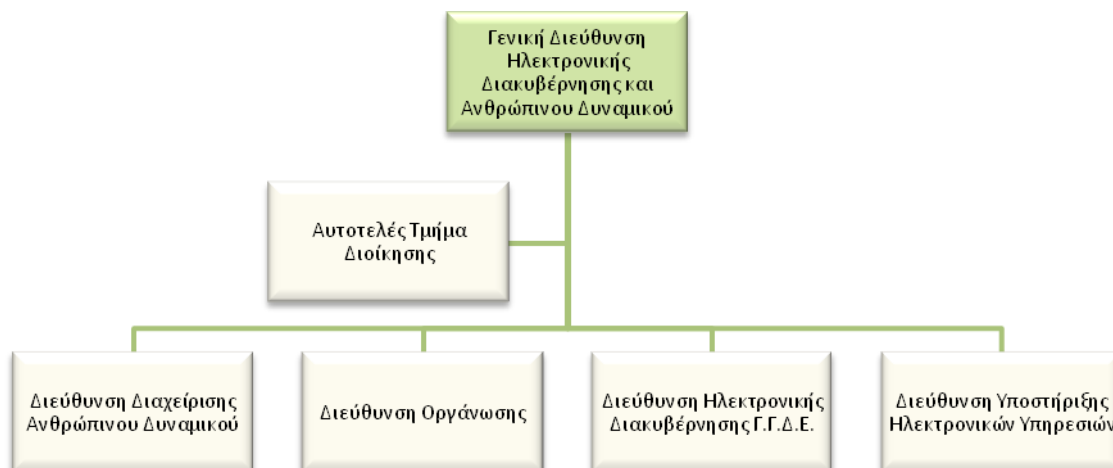 Γενική Διεύθυνση
Ηλεκτρονικής
Διακυβέρνησης και
Ανθρώπινου Δυναμικού
Αυτοτελές Τμήμα
Διοίκησης
Διεύθυνση Διαχείρισης
Ανθρώπινου Δυναμικού
Διεύθυνση Οργάνωσης
Διεύθυνση Ηλεκτρονικής
Διακυβέρνησης Γ.Γ.Δ.Ε.
Διεύθυνση Υποστήριξης
Ηλεκτρονικών Υπηρεσιών